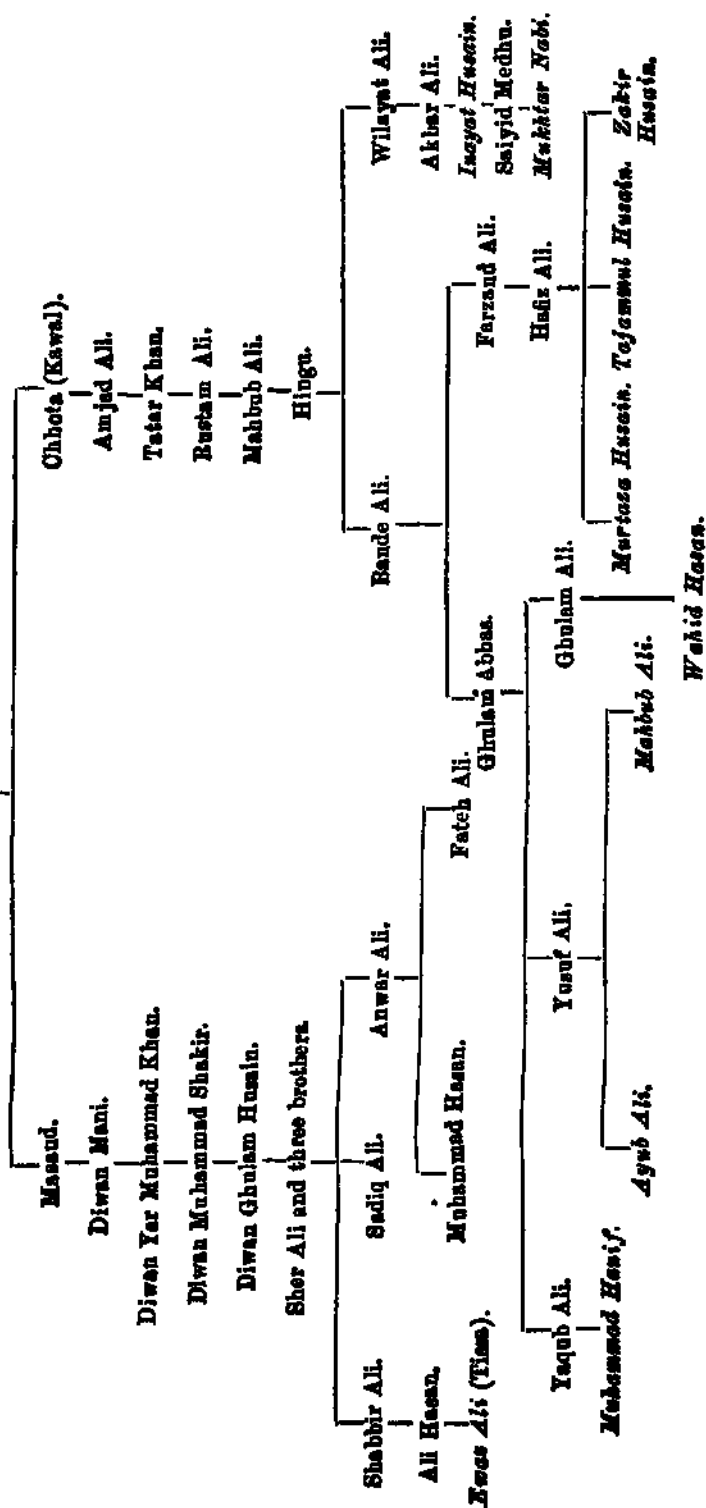 Masaud. Chhota (Kawal).
Diwan Mani. Amjad Ali.
Diwan Yar Muhammad Khan. Tatar Khan.
Diwan Muhammad Shakir. Rustam Ali.
Diwan Ghulam Husain. Mahbub Ali.
Sher Ali and three brothers. Hingu.
Shabbir Ali. Sadiq Ali. Anwar Ali. Bande Ali. Wilayat Ali.
Ali Hasan. Akbar Ali.
Ewaz Ali (Tissa). Muhammad Hasan. Fateh Ali. Ghulam Abbas. Farzand Ali. Inayat Husain.
Saiyid Medhu.
Hafiz Ali. Mukhtar Nabi.
Yaqub Ali. Yusuf Ali. Ghulam Ali.
Muhammad Hanif. Murtaza Husain. Tajammul Husain. Zakir Husain.
Ayub Ali. Mahbub Ali.
Wahid Hasan.